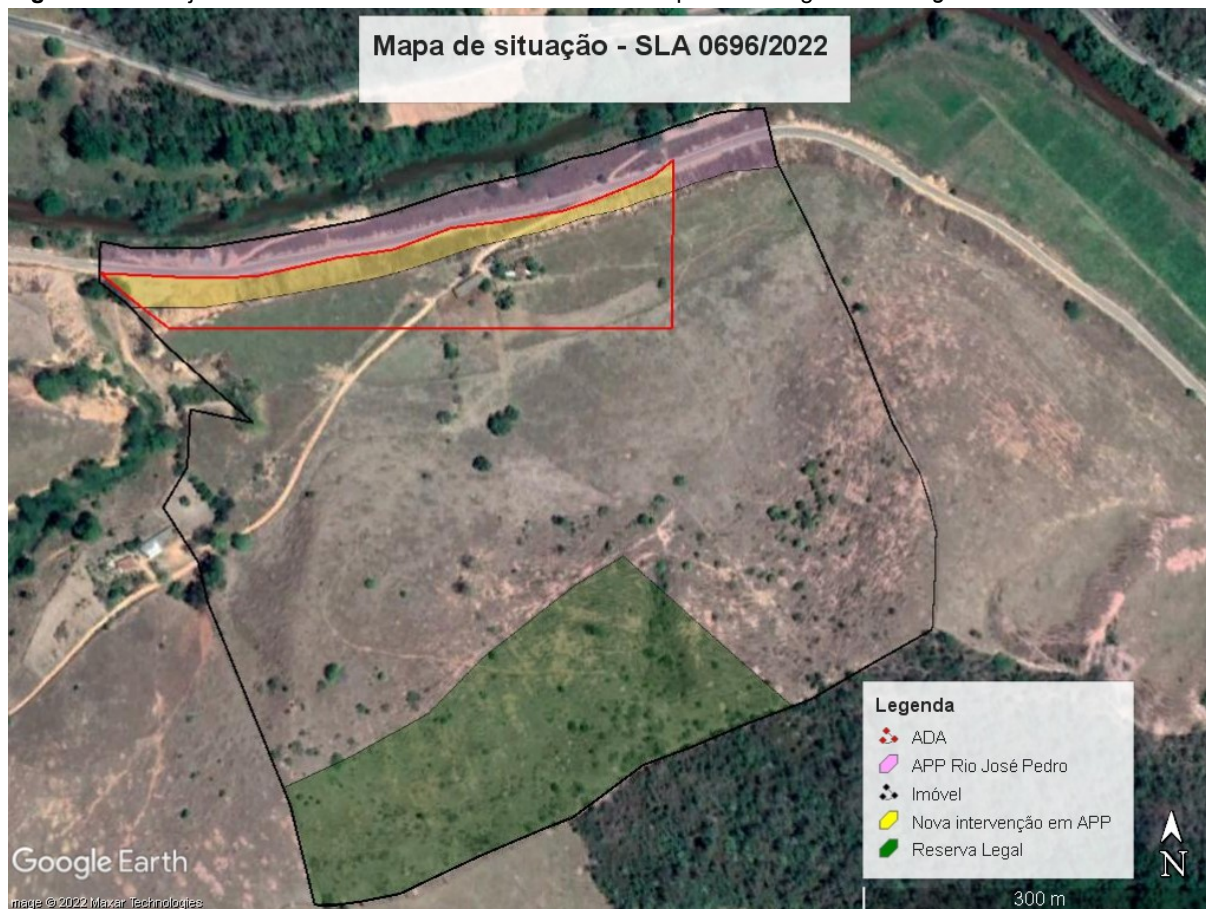 Mapa de situação - SLA 0696/2022
Legenda
ADA
APP Rio José Pedro
Imóvel
Nova intervenção em APP
Reserva Legal
N
Google Earth
300 m
mage © 2022 Maxar Technologies